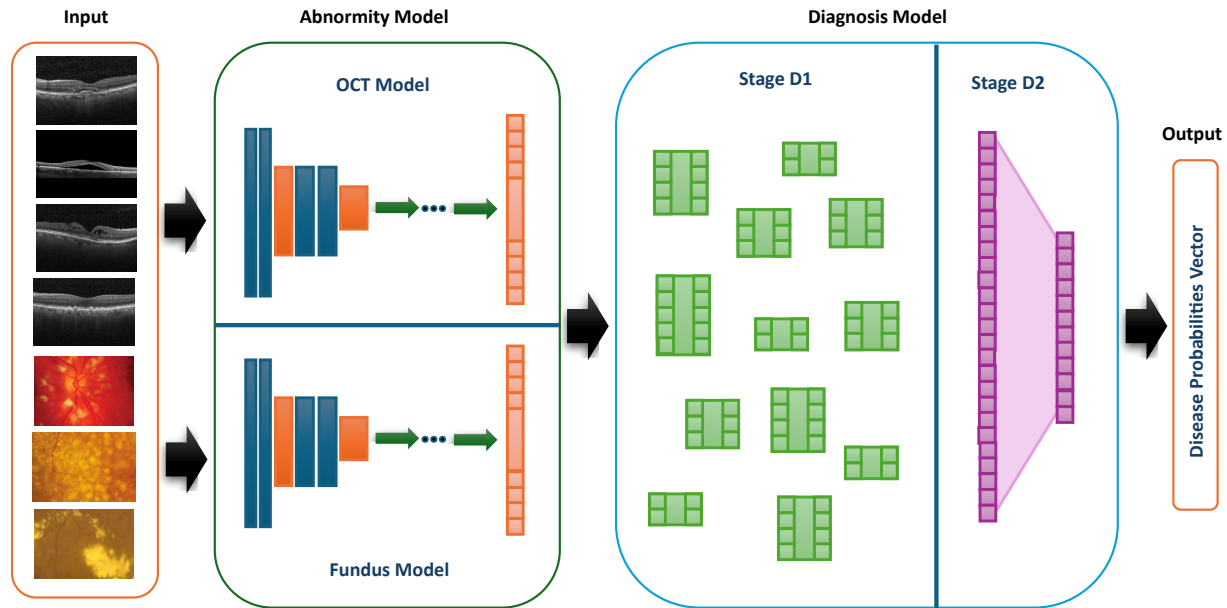 Input
Abnormity Model
Diagnosis Model
OCT Model
Stage D1
Stage D2
Output
Disease Probabilities Vector
Fundus Model